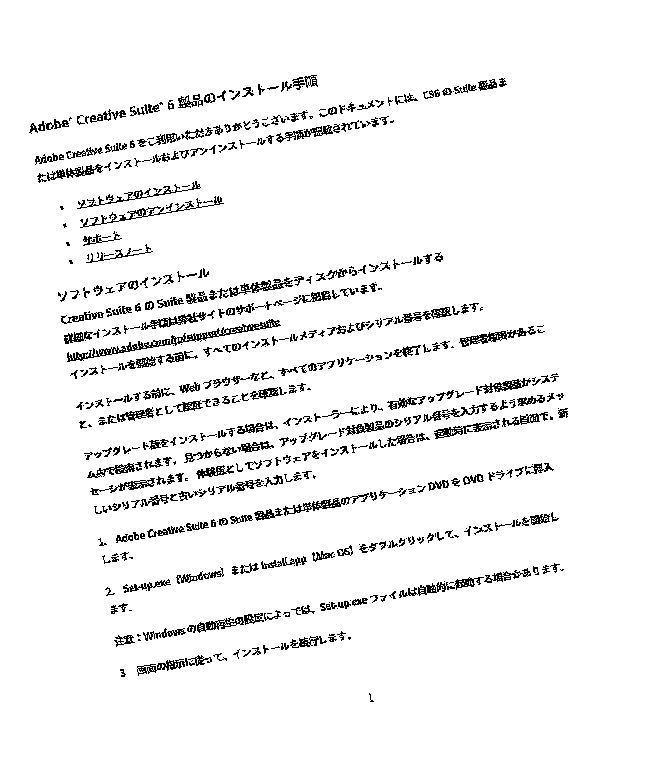 Adobe® Creative Suite® 6 製品のインストール手順
Adobe Creative Suite 6 をご利用いただきありがとうございます。このドキュメントには、CS6 の Suite 製品ま
たは単体製品をインストールおよびアンインストールする手順が記載されています。
• ソフトウェアのインストール
• ソフトウェアのアンインストール
• サポート
• リリースノート
ソフトウェアのインストール
Creative Suite 6 の Suite 製品または単体製品をディスクからインストールする
詳細なインストール手順は弊社サイトのサポートページに掲載しています。
http://www.adobe.com/jp/support/creativesuite
インストールを開始する前に、すべてのインストールメディアおよびシリアル番号を確認します。
インストールする前に、Web ブラウザーなど、すべてのアプリケーションを終了します。管理者権限があるこ
と、または管理者として認証できることを確認します。
アップグレード版をインストールする場合は、インストーラーにより、有効なアップグレード対象製品がシステ
ム内で検索されます。見つからない場合は、アップグレード対象製品のシリアル番号を入力するよう求めるメッ
セージが表示されます。体験版としてソフトウェアをインストールした場合は、起動時に表示される画面で、新
しいシリアル番号と古いシリアル番号を入力します。
1. Adobe Creative Suite 6 の Suite 製品または単体製品のアプリケーション DVD を DVD ドライブに挿入
します。
2. Set-up.exe（Windows）または Install.app（Mac OS）をダブルクリックして、インストールを開始し
ます。
注意：Windows の自動再生の設定によっては、Set-up.exe ファイルは自動的に起動する場合があります。
3 画面の指示に従って、インストールを続行します。
1